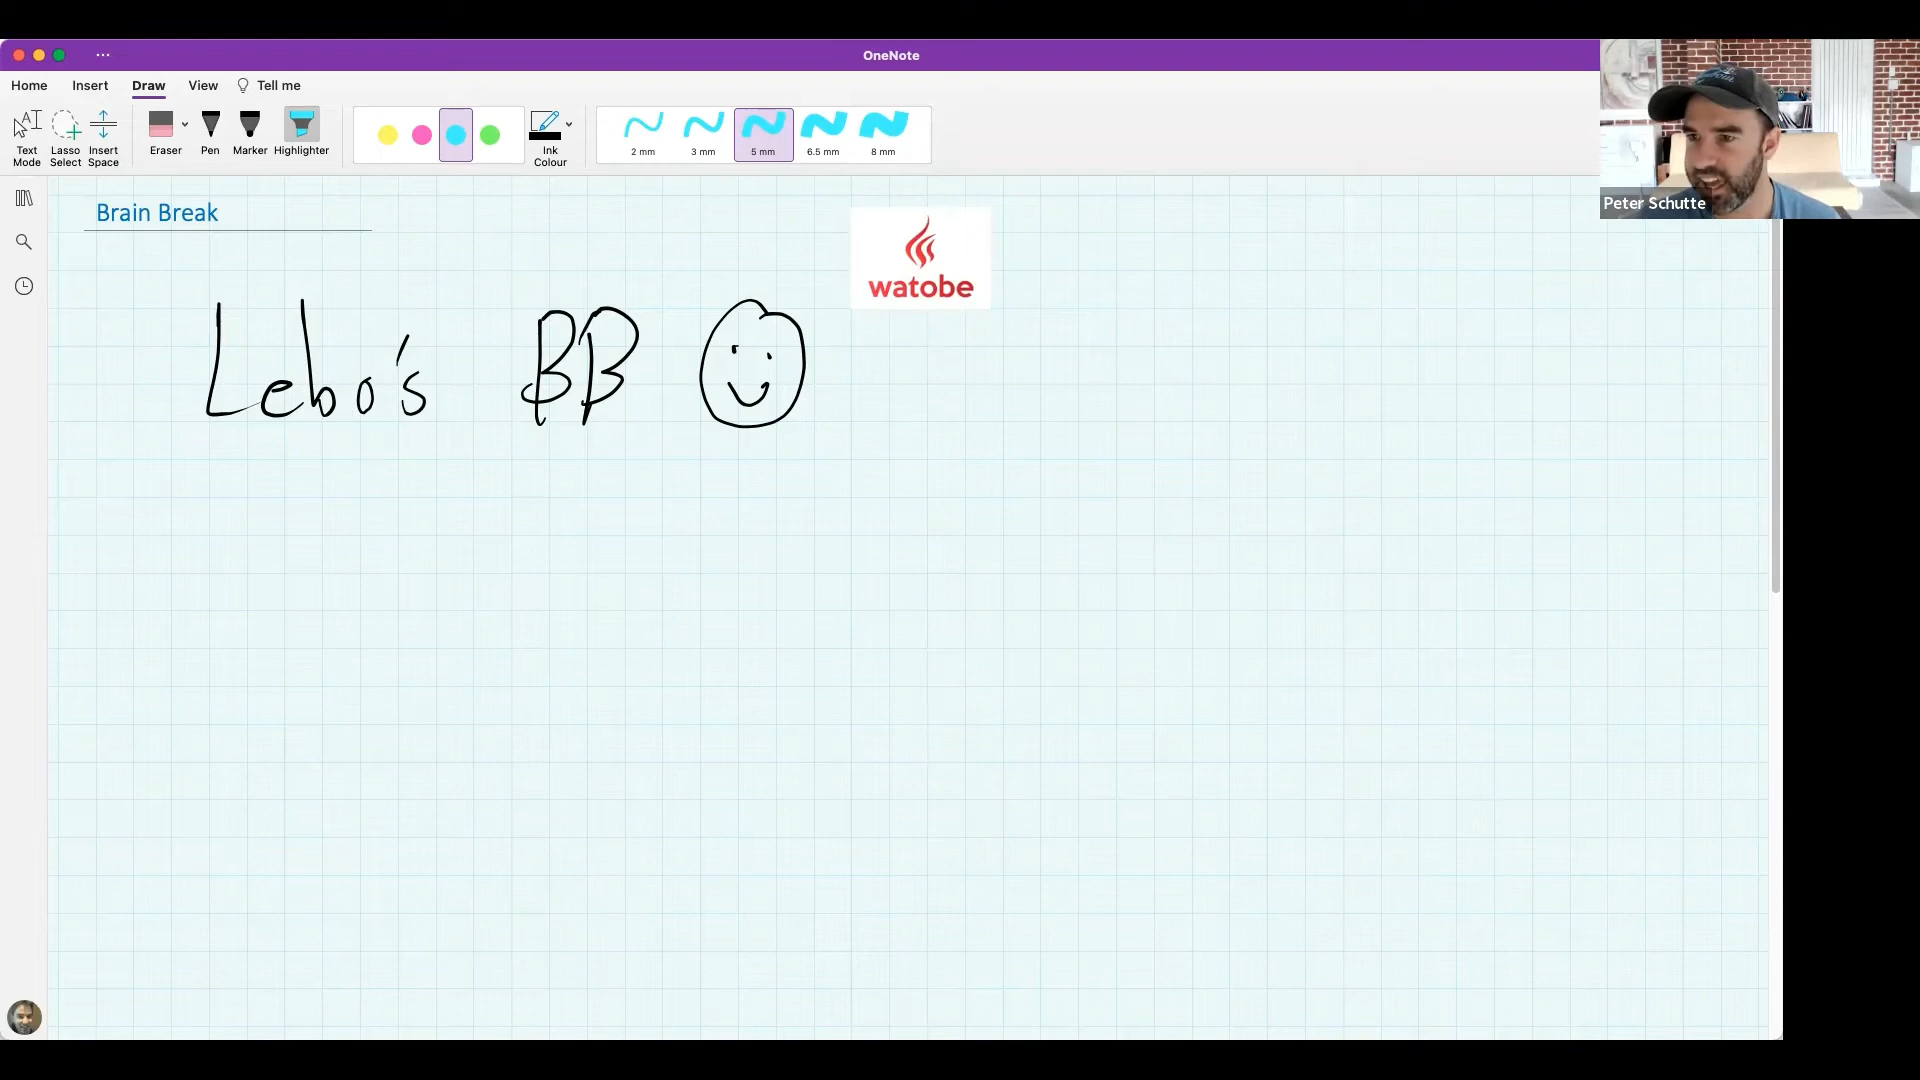 OneNote
Home Insert Draw View Tell me
Text Mode
Lasso Select
Insert Space
Eraser
Pen
Marker
Highlighter
Ink Colour
2 mm 3 mm 5 mm 6.5 mm 8 mm
Peter Schutte
Brain Break
watobe
Lebo's BB